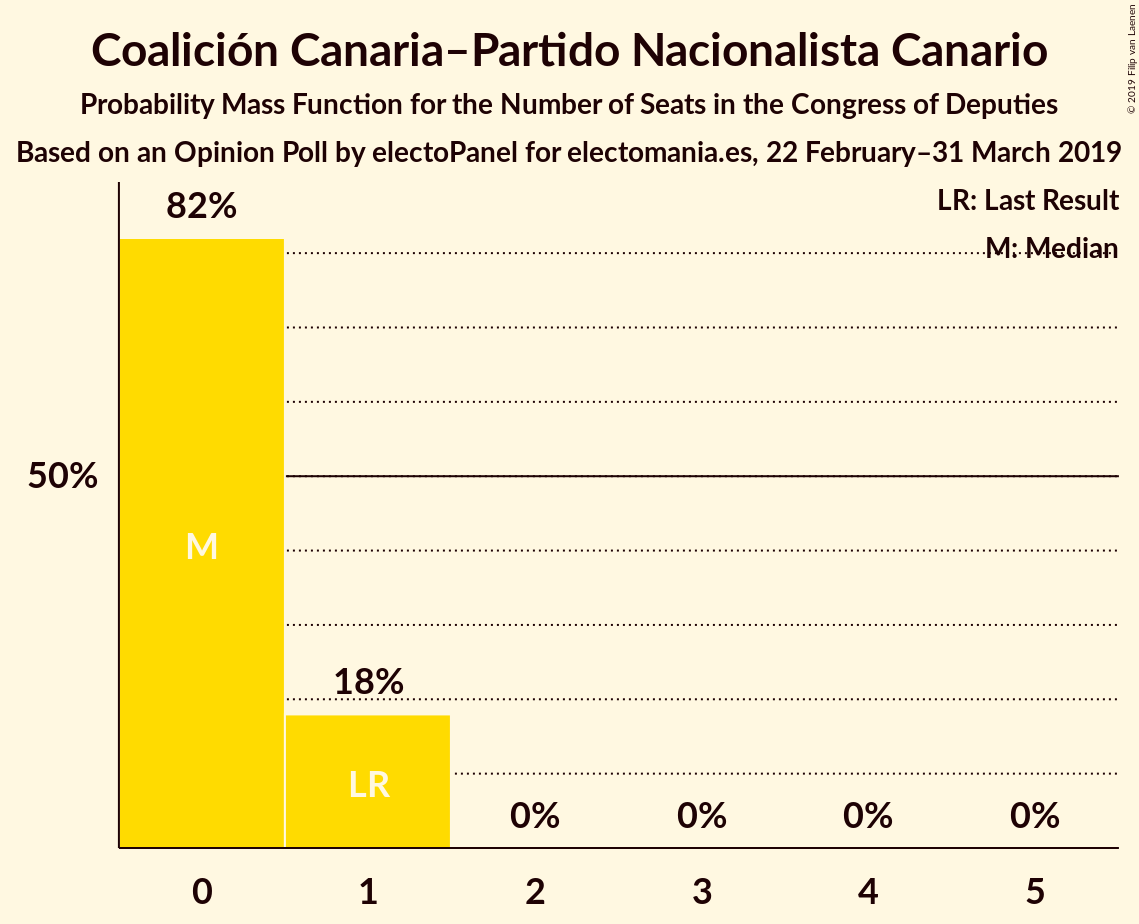 Coalición Canaria–Partido Nacionalista Canario
Probability Mass Function for the Number of Seats in the Congress of Deputies
Based on an Opinion Poll by electoPanel for electomania.es, 22 February–31 March 2019
© 2019 Filip van Laenen
LR: Last Result
M: Median
82%
50%
M
18%
LR
0%
0%
0%
0%
0 1 2 3 4 5